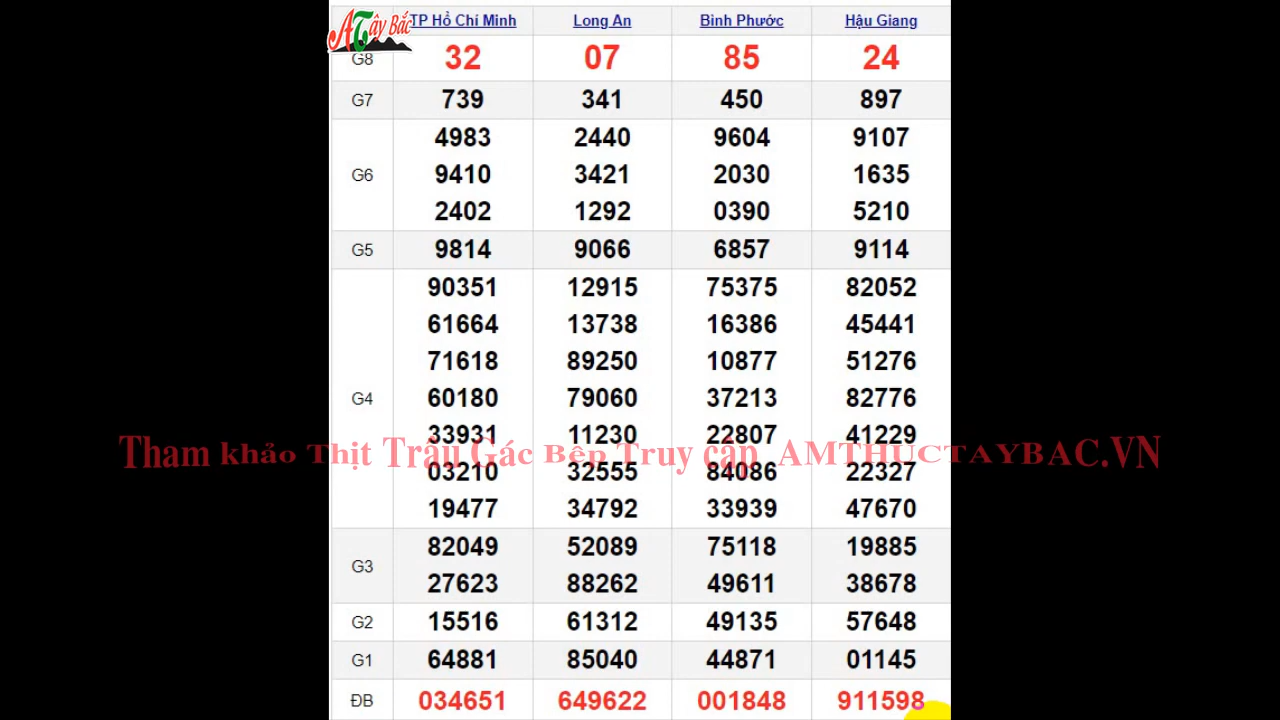 ATây Bắc
TP Hồ Chí Minh Long An Bình Phước Hậu Giang
G8 32 07 85 24
G7 739 341 450 897
4983 2440 9604 9107
G6 9410 3421 2030 1635
2402 1292 0390 5210
G5 9814 9066 6857 9114
90351 12915 75375 82052
61664 13738 16386 45441
71618 89250 10877 51276
G4 60180 79060 37213 82776
33931 11230 22807 41229
Tham khảo Thịt Trâu Gác Bếp Truy cập AMTHUCTAYBAC.VN
03210 32555 84086 22327
19477 34792 33939 47670
82049 52089 75118 19885
G3
27623 88262 49611 38678
G2 15516 61312 49135 57648
G1 64881 85040 44871 01145
ĐB 034651 649622 001848 911598